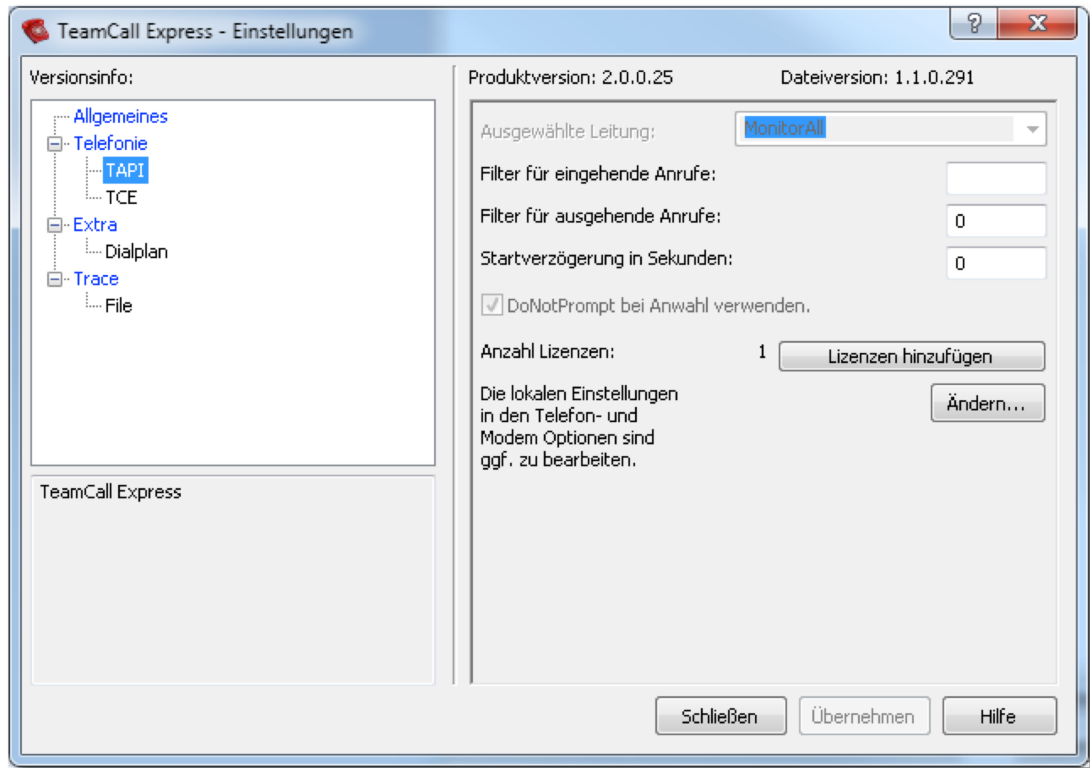 TeamCall Express - Einstellungen
Versionsinfo:
Produktversion: 2.0.0.25 Dateiversion: 1.1.0.291
Allgemeines
Telefonie
TAPI
TCE
Extra
Dialplan
Trace
File
TeamCall Express
Ausgewählte Leitung: MonitorAll
Filter für eingehende Anrufe:
Filter für ausgehende Anrufe: 0
Startverzögerung in Sekunden: 0
DoNotPrompt bei Anwahl verwenden.
Anzahl Lizenzen: 1 Lizenzen hinzufügen
Die lokalen Einstellungen
in den Telefon- und
Modem Optionen sind
ggf. zu bearbeiten.
Ändern...
Schließen Übernehmen Hilfe